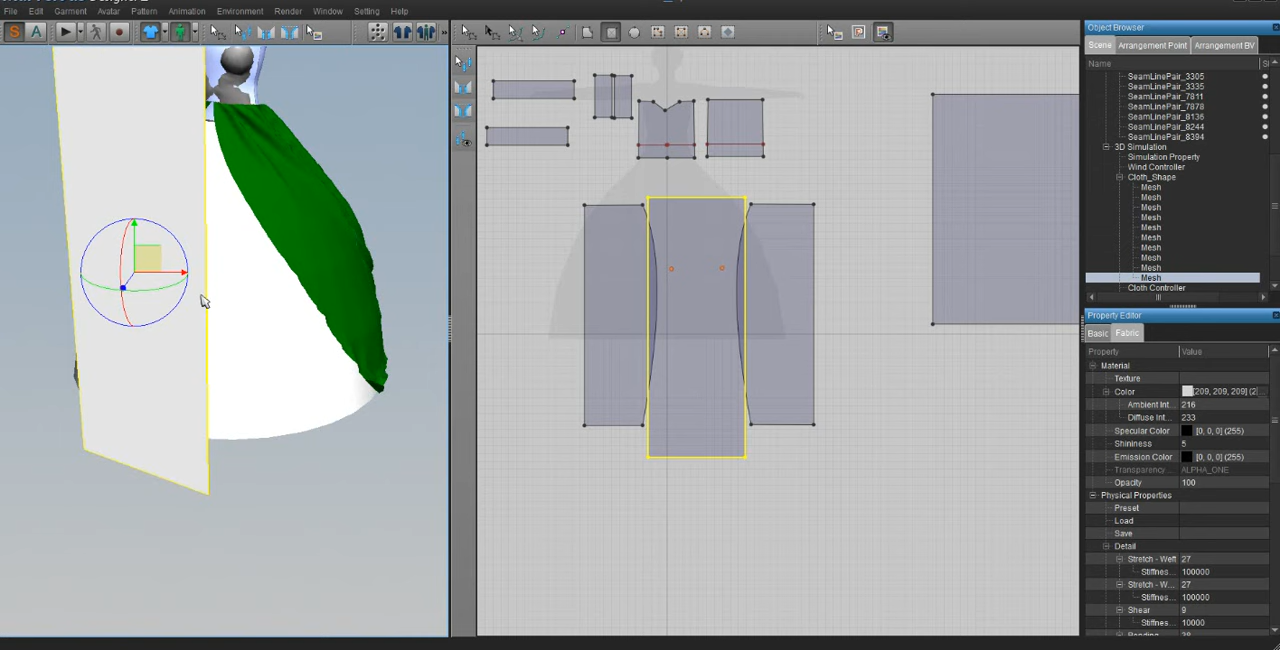 File Edit Garment Avatar Pattern Animation Environment Render Window Setting Help
S A
Object Browser
Scene Arrangement Point Arrangement BV
Name
SeamLinePair_3305
SeamLinePair_3335
SeamLinePair_7811
SeamLinePair_7878
SeamLinePair_8136
SeamLinePair_8244
SeamLinePair_8394
3D Simulation
Simulation Property
Wind Controller
Cloth_Shape
Mesh
Mesh
Mesh
Mesh
Mesh
Mesh
Mesh
Mesh
Mesh
Mesh
Cloth Controller
Property Editor
Basic Fabric
Property Value
Material
Texture
Color [209, 209, 209] (2
Ambient Int... 216
Diffuse Int... 233
Specular Color [0, 0, 0] (255)
Shininess 5
Emission Color [0, 0, 0] (255)
Transparency ALPHA_ONE
Opacity 100
Physical Properties
Preset
Load
Save
Detail
Stretch - Weft 27
Stiffnes... 100000
Stretch - W... 27
Stiffnes... 100000
Shear 9
Stiffnes... 10000